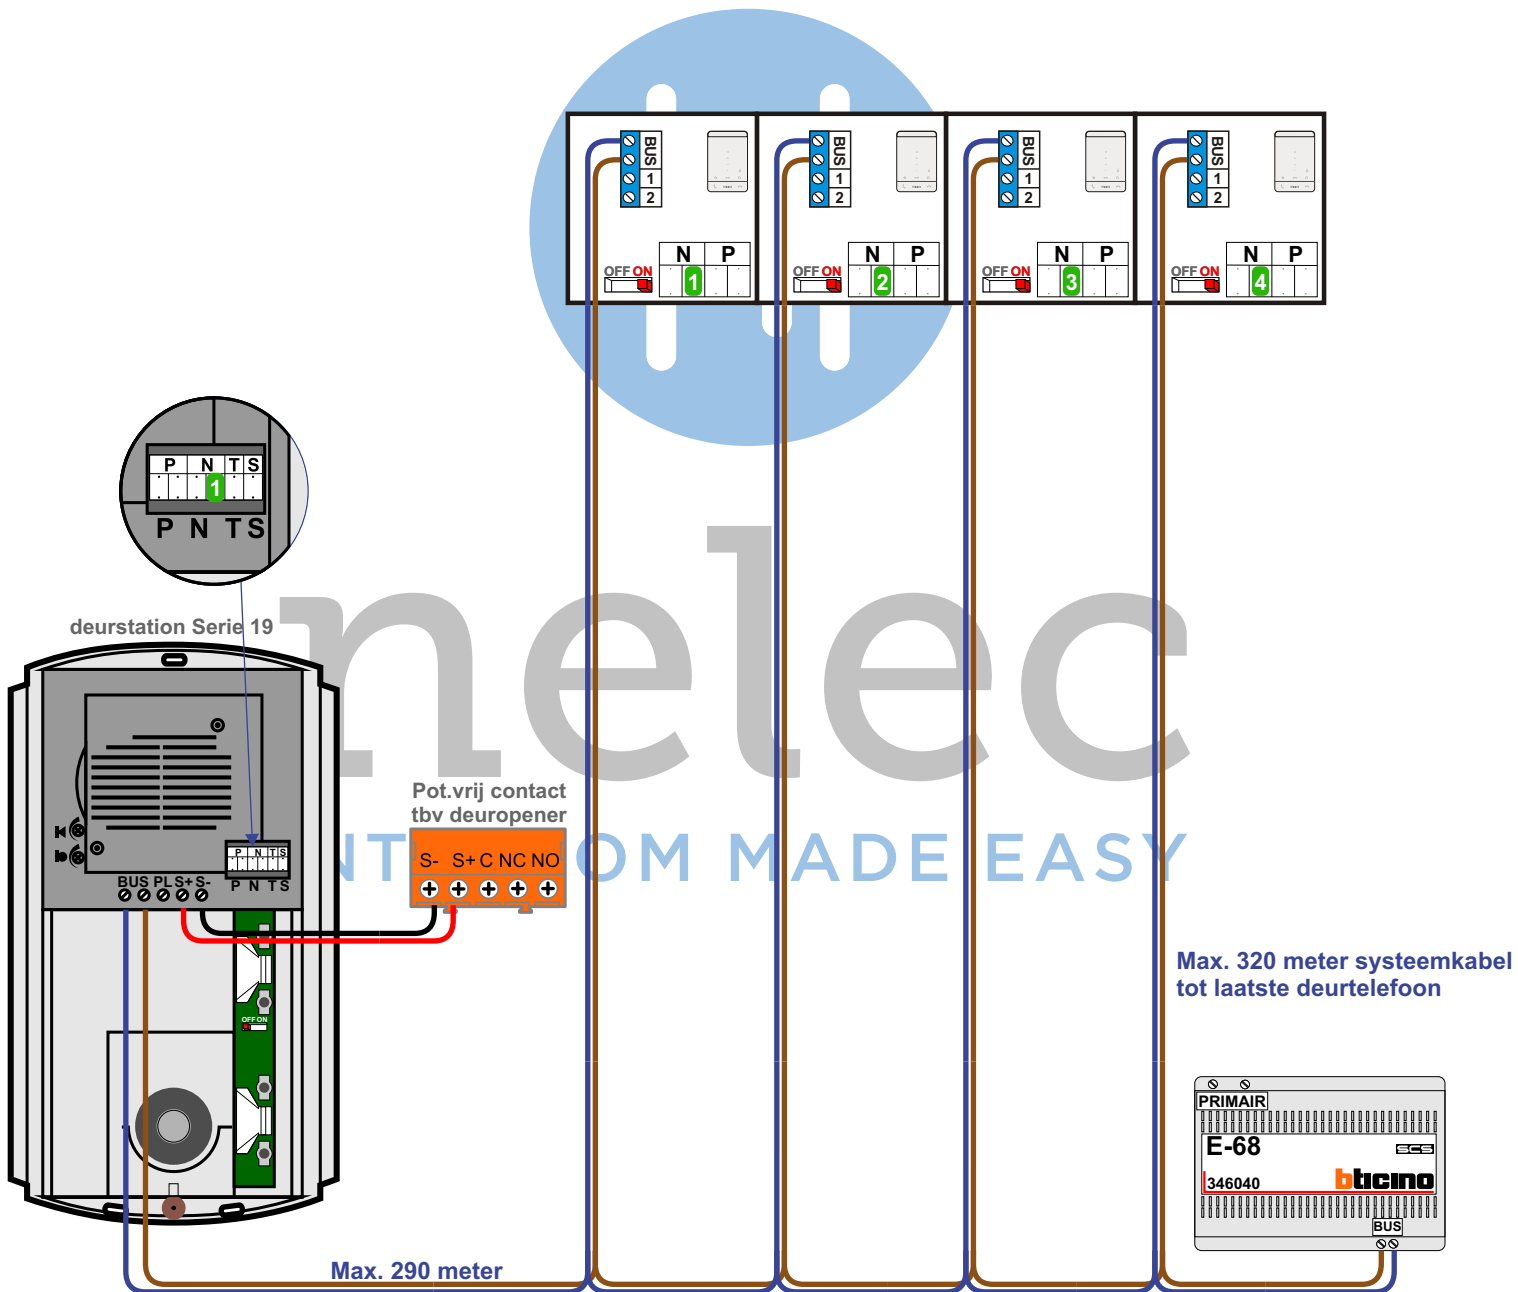 BUS
1
2
OFF ON
N P
1
BUS
1
2
OFF ON
N P
2
BUS
1
2
OFF ON
N P
3
BUS
1
2
OFF ON
N P
4
P N T S
1
P N T S
deurstation Serie 19
nelec
Pot.vrij contact
tbv deuropener
S- S+ C NC NO
OM MADE EASY
P N T S
P N T S
BUS PL S+ S-
OFF ON
Max. 320 meter systeemkabel
tot laatste deurtelefoon
PRIMAIR
E-68
SCS
346040
bticino
BUS
Max. 290 meter